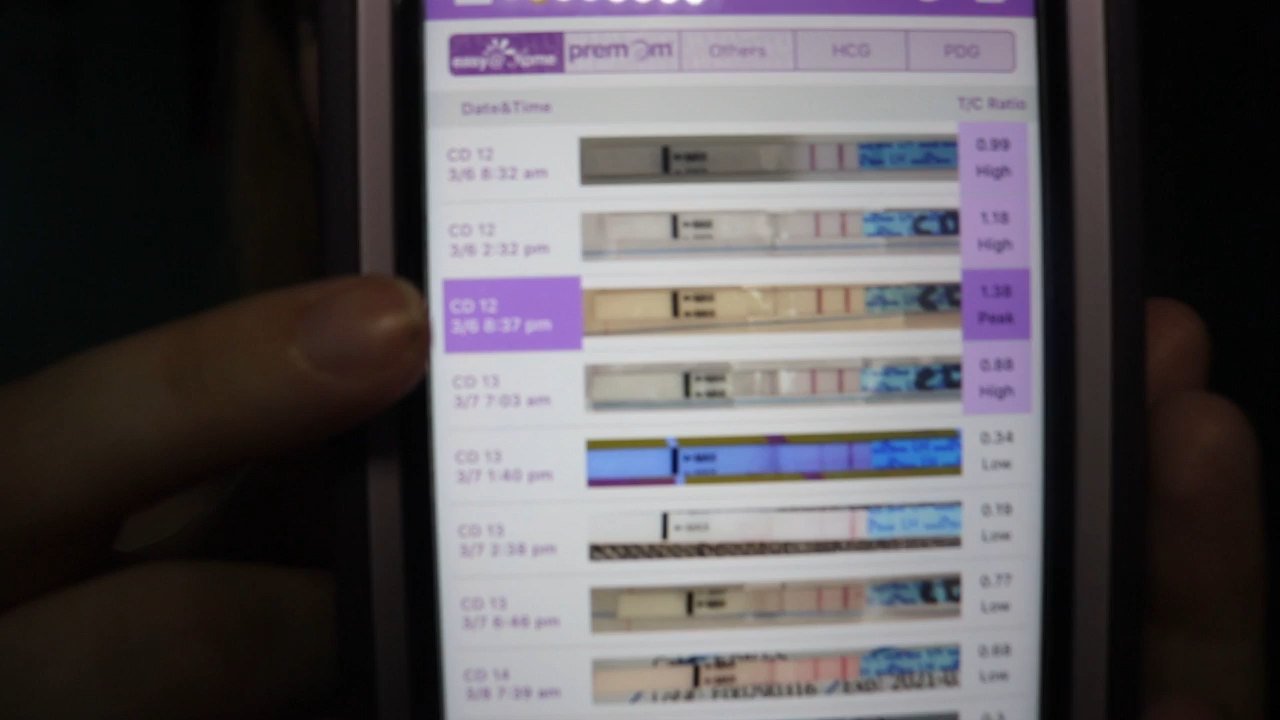 easy@Home prem m Others HCG PDG
Date&Time T/C Ratio
CD 12
3/6 8:32 am
0.99
High
CD 12
3/6 2:32 pm
CD
1.18
High
CD 12
3/6 8:37 pm
1.38
Peak
CD 13
3/7 7:03 am
CD
0.88
High
CD 13
3/7 1:40 pm
0.34
Low
CD 13
3/7 2:38 pm
0.19
Low
CD 13
3/7 6:46 pm
CD
0.77
Low
CD 14
3/8 7:39 am
0.68
Low